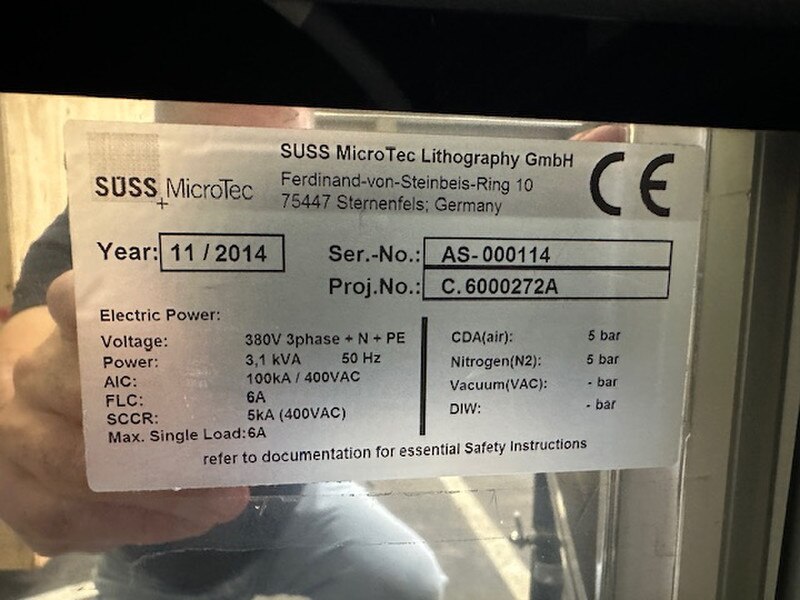 SUSS MicroTec Lithography GmbH
SÜSS MicroTec
Ferdinand-von-Steinbeis-Ring 10
75447 Sternenfels; Germany
CE
Year: 11 / 2014
Ser.-No.: AS-000114
Proj.No.: C.6000272A
Electric Power:
Voltage: 380V 3phase + N + PE
Power: 3,1 kVA 50 Hz
AIC: 100kA / 400VAC
FLC: 6A
SCCR: 5kA (400VAC)
Max. Single Load: 6A
CDA(air): 5 bar
Nitrogen(N2): 5 bar
Vacuum(VAC): - bar
DIW: - bar
refer to documentation for essential Safety Instructions